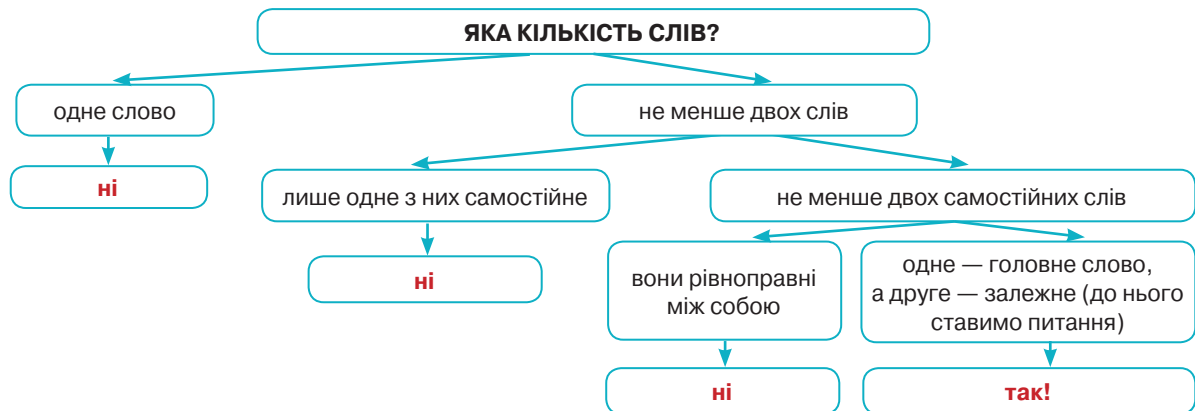 ЯКА КІЛЬКІСТЬ СЛІВ?
одне слово
не менше двох слів
ні
лише одне з них самостійне
не менше двох самостійних слів
ні
вони рівноправні
між собою
одне — головне слово,
а друге — залежне (до нього
ставимо питання)
ні
так!